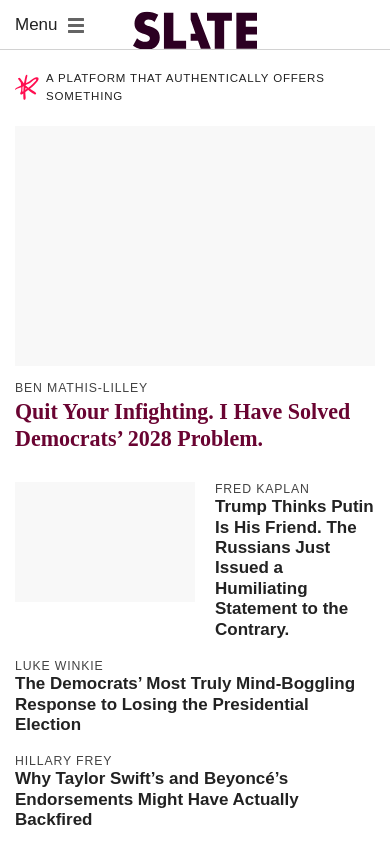 Menu
SLATE
A PLATFORM THAT AUTHENTICALLY OFFERS
SOMETHING
BEN MATHIS-LILLEY
Quit Your Infighting. I Have Solved
Democrats’ 2028 Problem.
FRED KAPLAN
Trump Thinks Putin
Is His Friend. The
Russians Just
Issued a
Humiliating
Statement to the
Contrary.
LUKE WINKIE
The Democrats’ Most Truly Mind-Boggling
Response to Losing the Presidential
Election
HILLARY FREY
Why Taylor Swift’s and Beyoncé’s
Endorsements Might Have Actually
Backfired